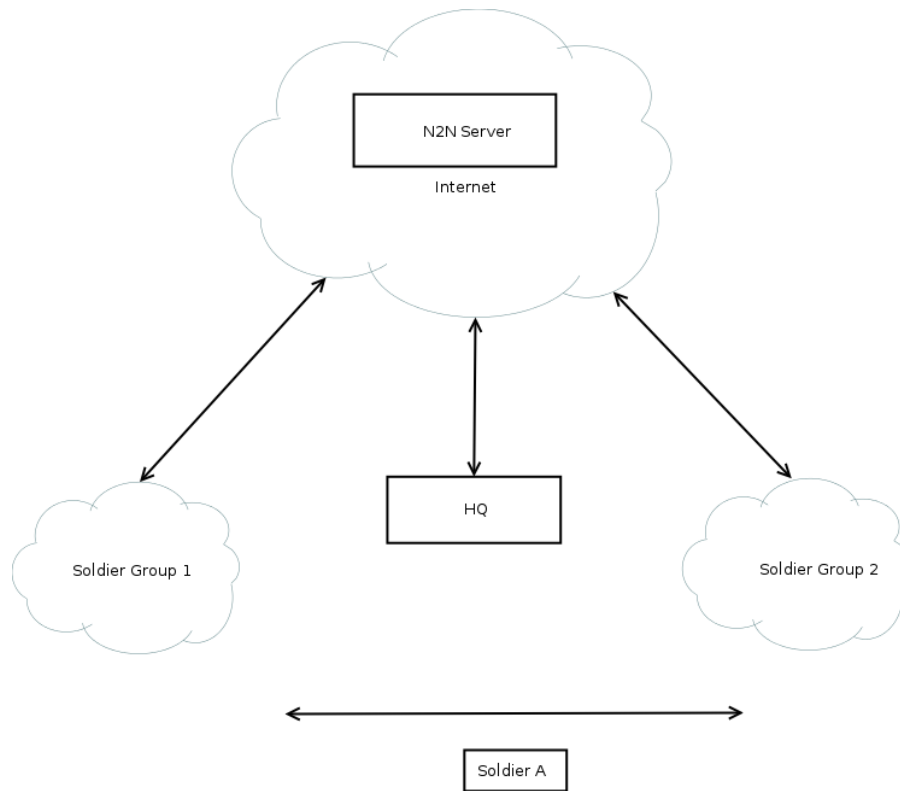 N2N Server
Internet
HQ
Soldier Group 1
Soldier Group 2
Soldier A